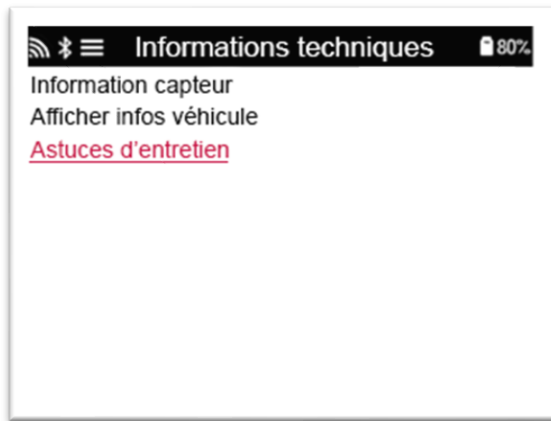 Informations techniques 80%
Information capteur
Afficher infos véhicule
Astuces d'entretien